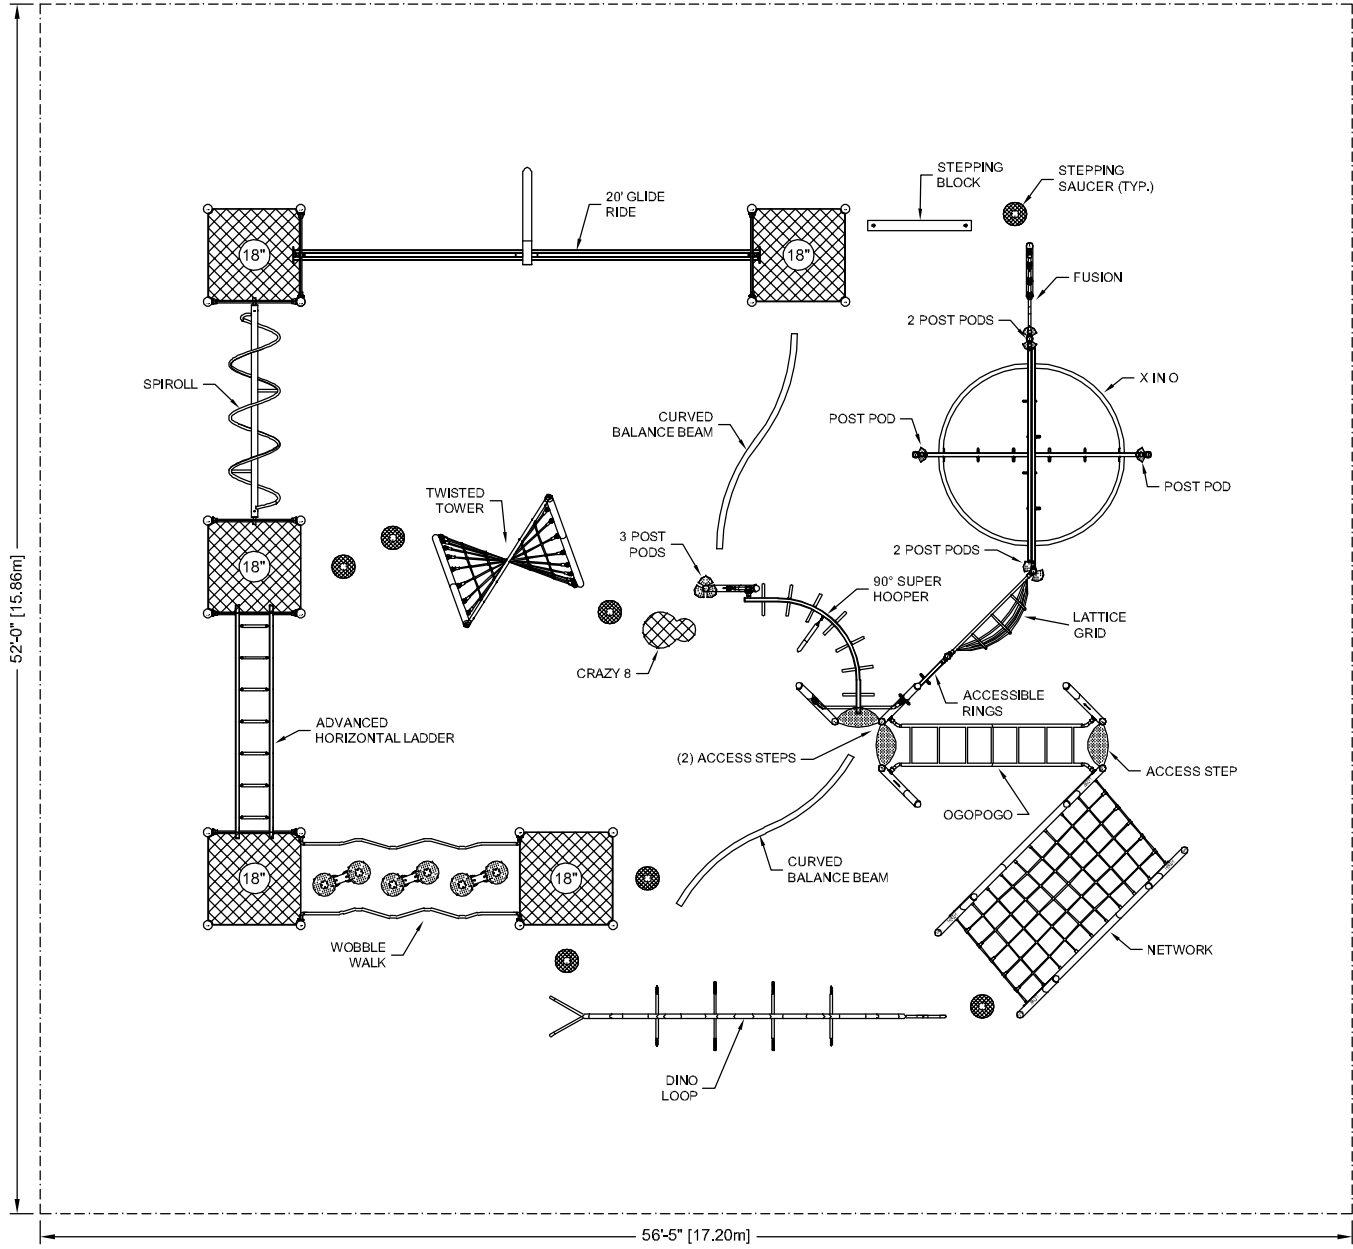 STEPPING
BLOCK
STEPPING
SAUCER (TYP.)
20' GLIDE
RIDE
18"
18"
FUSION
2 POST PODS
SPIROLL
X IN O
CURVED
BALANCE BEAM
POST POD
POST POD
TWISTED
TOWER
3 POST
PODS
2 POST PODS
18"
90° SUPER
HOOPER
LATTICE
GRID
CRAZY 8
ACCESSIBLE
RINGS
ADVANCED
HORIZONTAL LADDER
(2) ACCESS STEPS
ACCESS STEP
OGOPOGO
18"
18"
CURVED
BALANCE BEAM
WOBBLE
WALK
NETWORK
DINO
LOOP
52'-0" [15.86m]
56'-5" [17.20m]